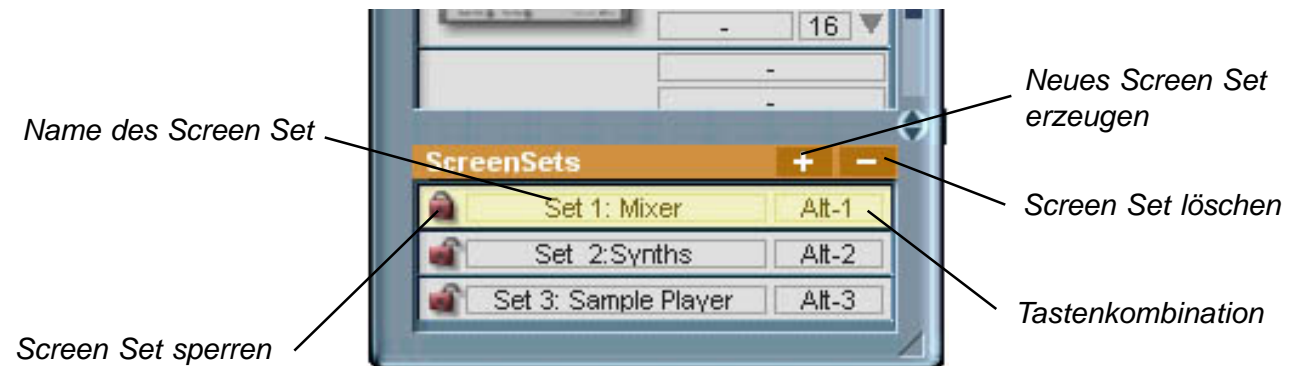 - 16
-
-
Neues Screen Set
erzeugen
Name des Screen Set
ScreenSets + -
Set 1: Mixer Alt-1
Screen Set löschen
Set 2:Synths Alt-2
Set 3: Sample Player Alt-3
Tastenkombination
Screen Set sperren